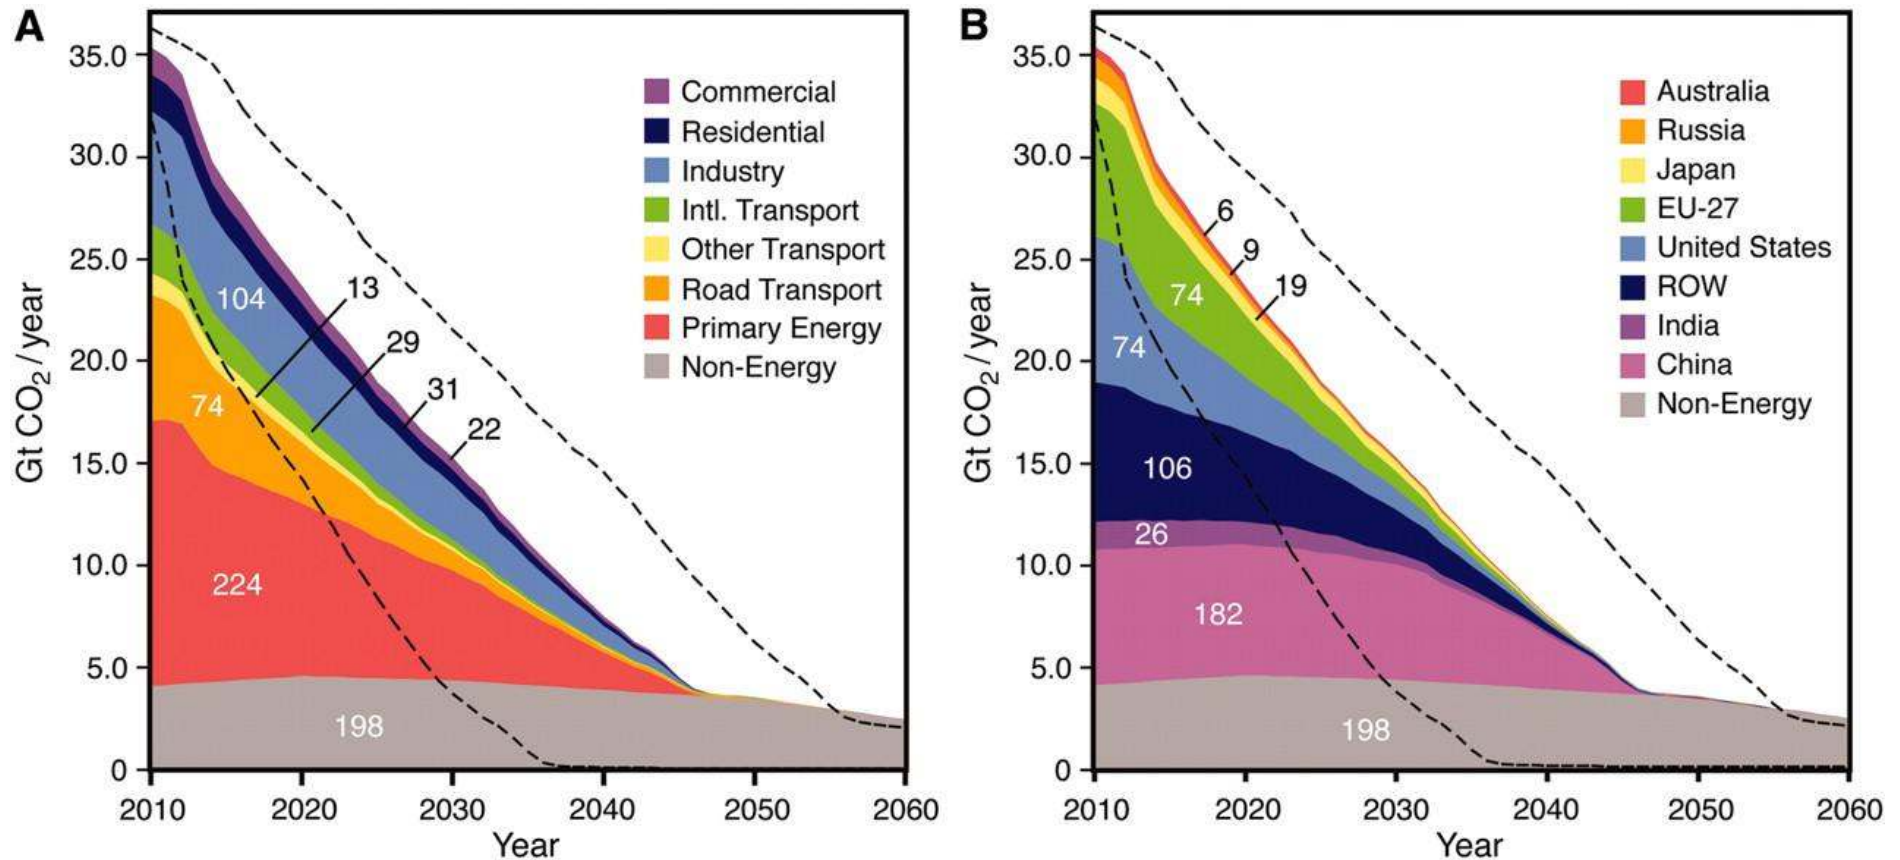 A
35.0
30.0
25.0
20.0
15.0
10.0
5.0
0
Gt CO2 / year
2010 2020 2030 2040 2050 2060
Year
Commercial
Residential
Industry
Intl. Transport
Other Transport
Road Transport
Primary Energy
Non-Energy
104
13
29
31
22
74
224
198
B
35.0
30.0
25.0
20.0
15.0
10.0
5.0
0
Gt CO2 / year
2010 2020 2030 2040 2050 2060
Year
Australia
Russia
Japan
EU-27
United States
ROW
India
China
Non-Energy
6
9
19
74
74
106
26
182
198